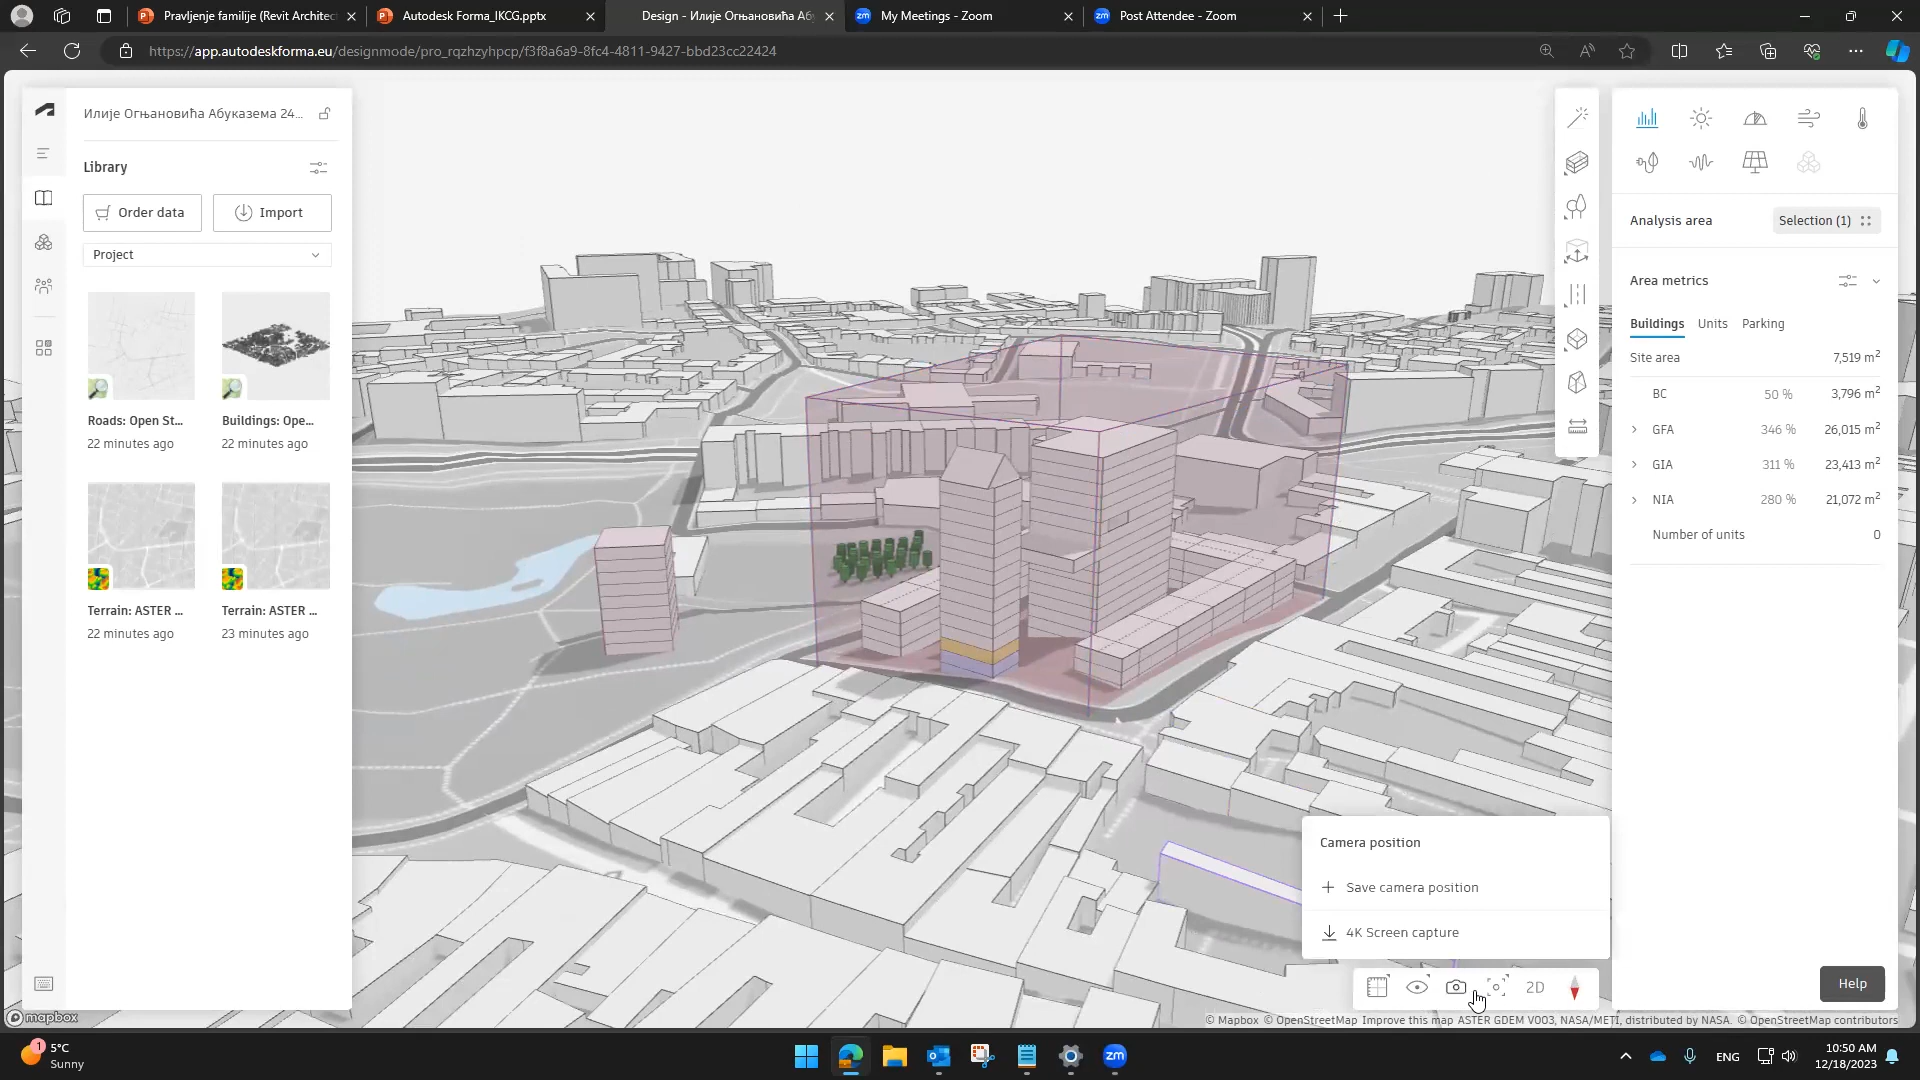 Pravljenje familije (Revit Architec
Autodesk Forma_IKCG.pptx
Design - Илије Огњановића Абу
My Meetings - Zoom
Post Attendee - Zoom
https://app.autodeskforma.eu/designmode/pro_rqzhzyhpcp/f3f8a6a9-8fc4-4811-9427-bbd23cc22424
Илије Огњановића Абуказема 24...
Library
Order data
Import
Project
Roads: Open St...
22 minutes ago
Buildings: Ope...
22 minutes ago
Terrain: ASTER ...
22 minutes ago
Terrain: ASTER ...
23 minutes ago
Analysis area
Selection (1)
Area metrics
Buildings Units Parking
Site area 7,519 m²
BC 50 % 3,796 m²
GFA 346 % 26,015 m²
GIA 311 % 23,413 m²
NIA 280 % 21,072 m²
Number of units 0
Camera position
Save camera position
4K Screen capture
2D
Help
mapbox
© Mapbox © OpenStreetMap Improve this map ASTER GDEM V003, NASA/METI, distributed by NASA. © OpenStreetMap contributors
1
5°C
Sunny
zm
ENG
10:50 AM
12/18/2023